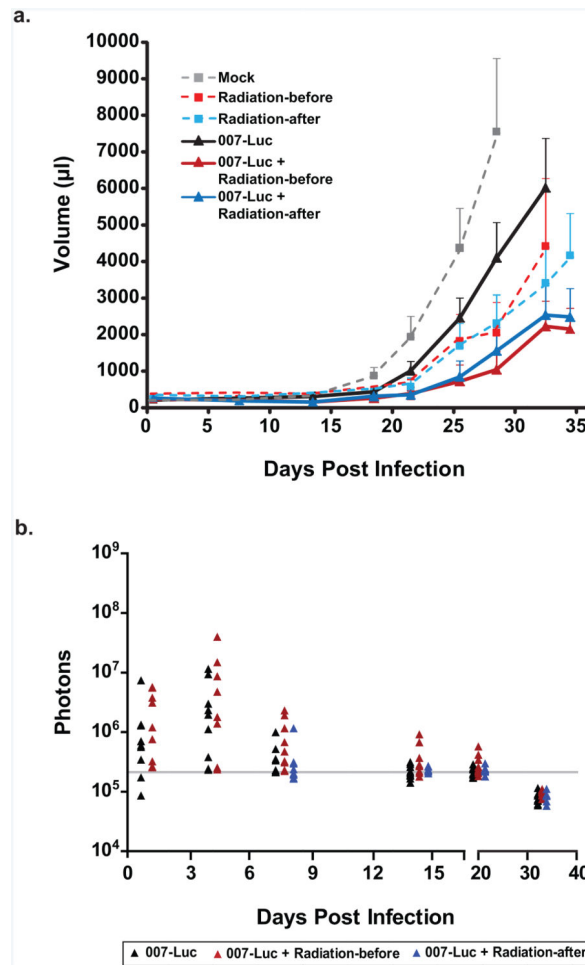 a.
10000
9000
8000
7000
6000
5000
4000
3000
2000
1000
0
Volume (µl)
Mock
Radiation-before
Radiation-after
007-Luc
007-Luc +
Radiation-before
007-Luc +
Radiation-after
0 5 10 15 20 25 30 35
Days Post Infection
b.
10⁹
10⁸
10⁷
10⁶
10⁵
10⁴
Photons
0 3 6 9 12 15 20 30 40
Days Post Infection
007-Luc 007-Luc + Radiation-before 007-Luc + Radiation-after